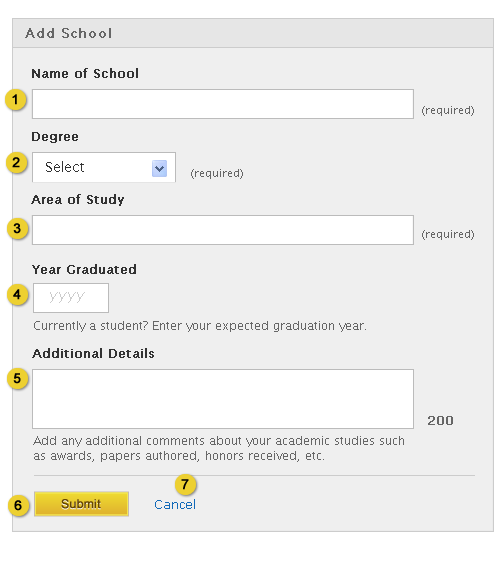 Add School
Name of School
1
(required)
Degree
2
Select
(required)
Area of Study
3
(required)
Year Graduated
4
yyyy
Currently a student? Enter your expected graduation year.
Additional Details
5
200
Add any additional comments about your academic studies such
as awards, papers authored, honors received, etc.
7
6
Submit
Cancel